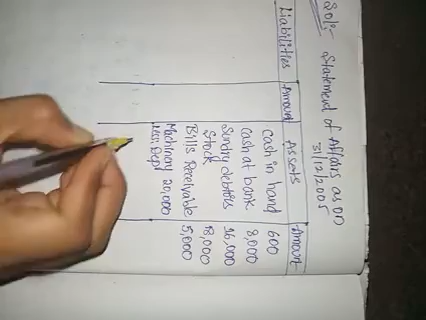 Sol:- Statement of Affairs as on
31/12/2005
Liabilities Amount Assets Amount
Cash in hand 600
Cash at bank 8,000
Sundry debtors 16,000
Stock 18,000
Bills Receivable 5,000
Machinery 20,000
Less: Dep